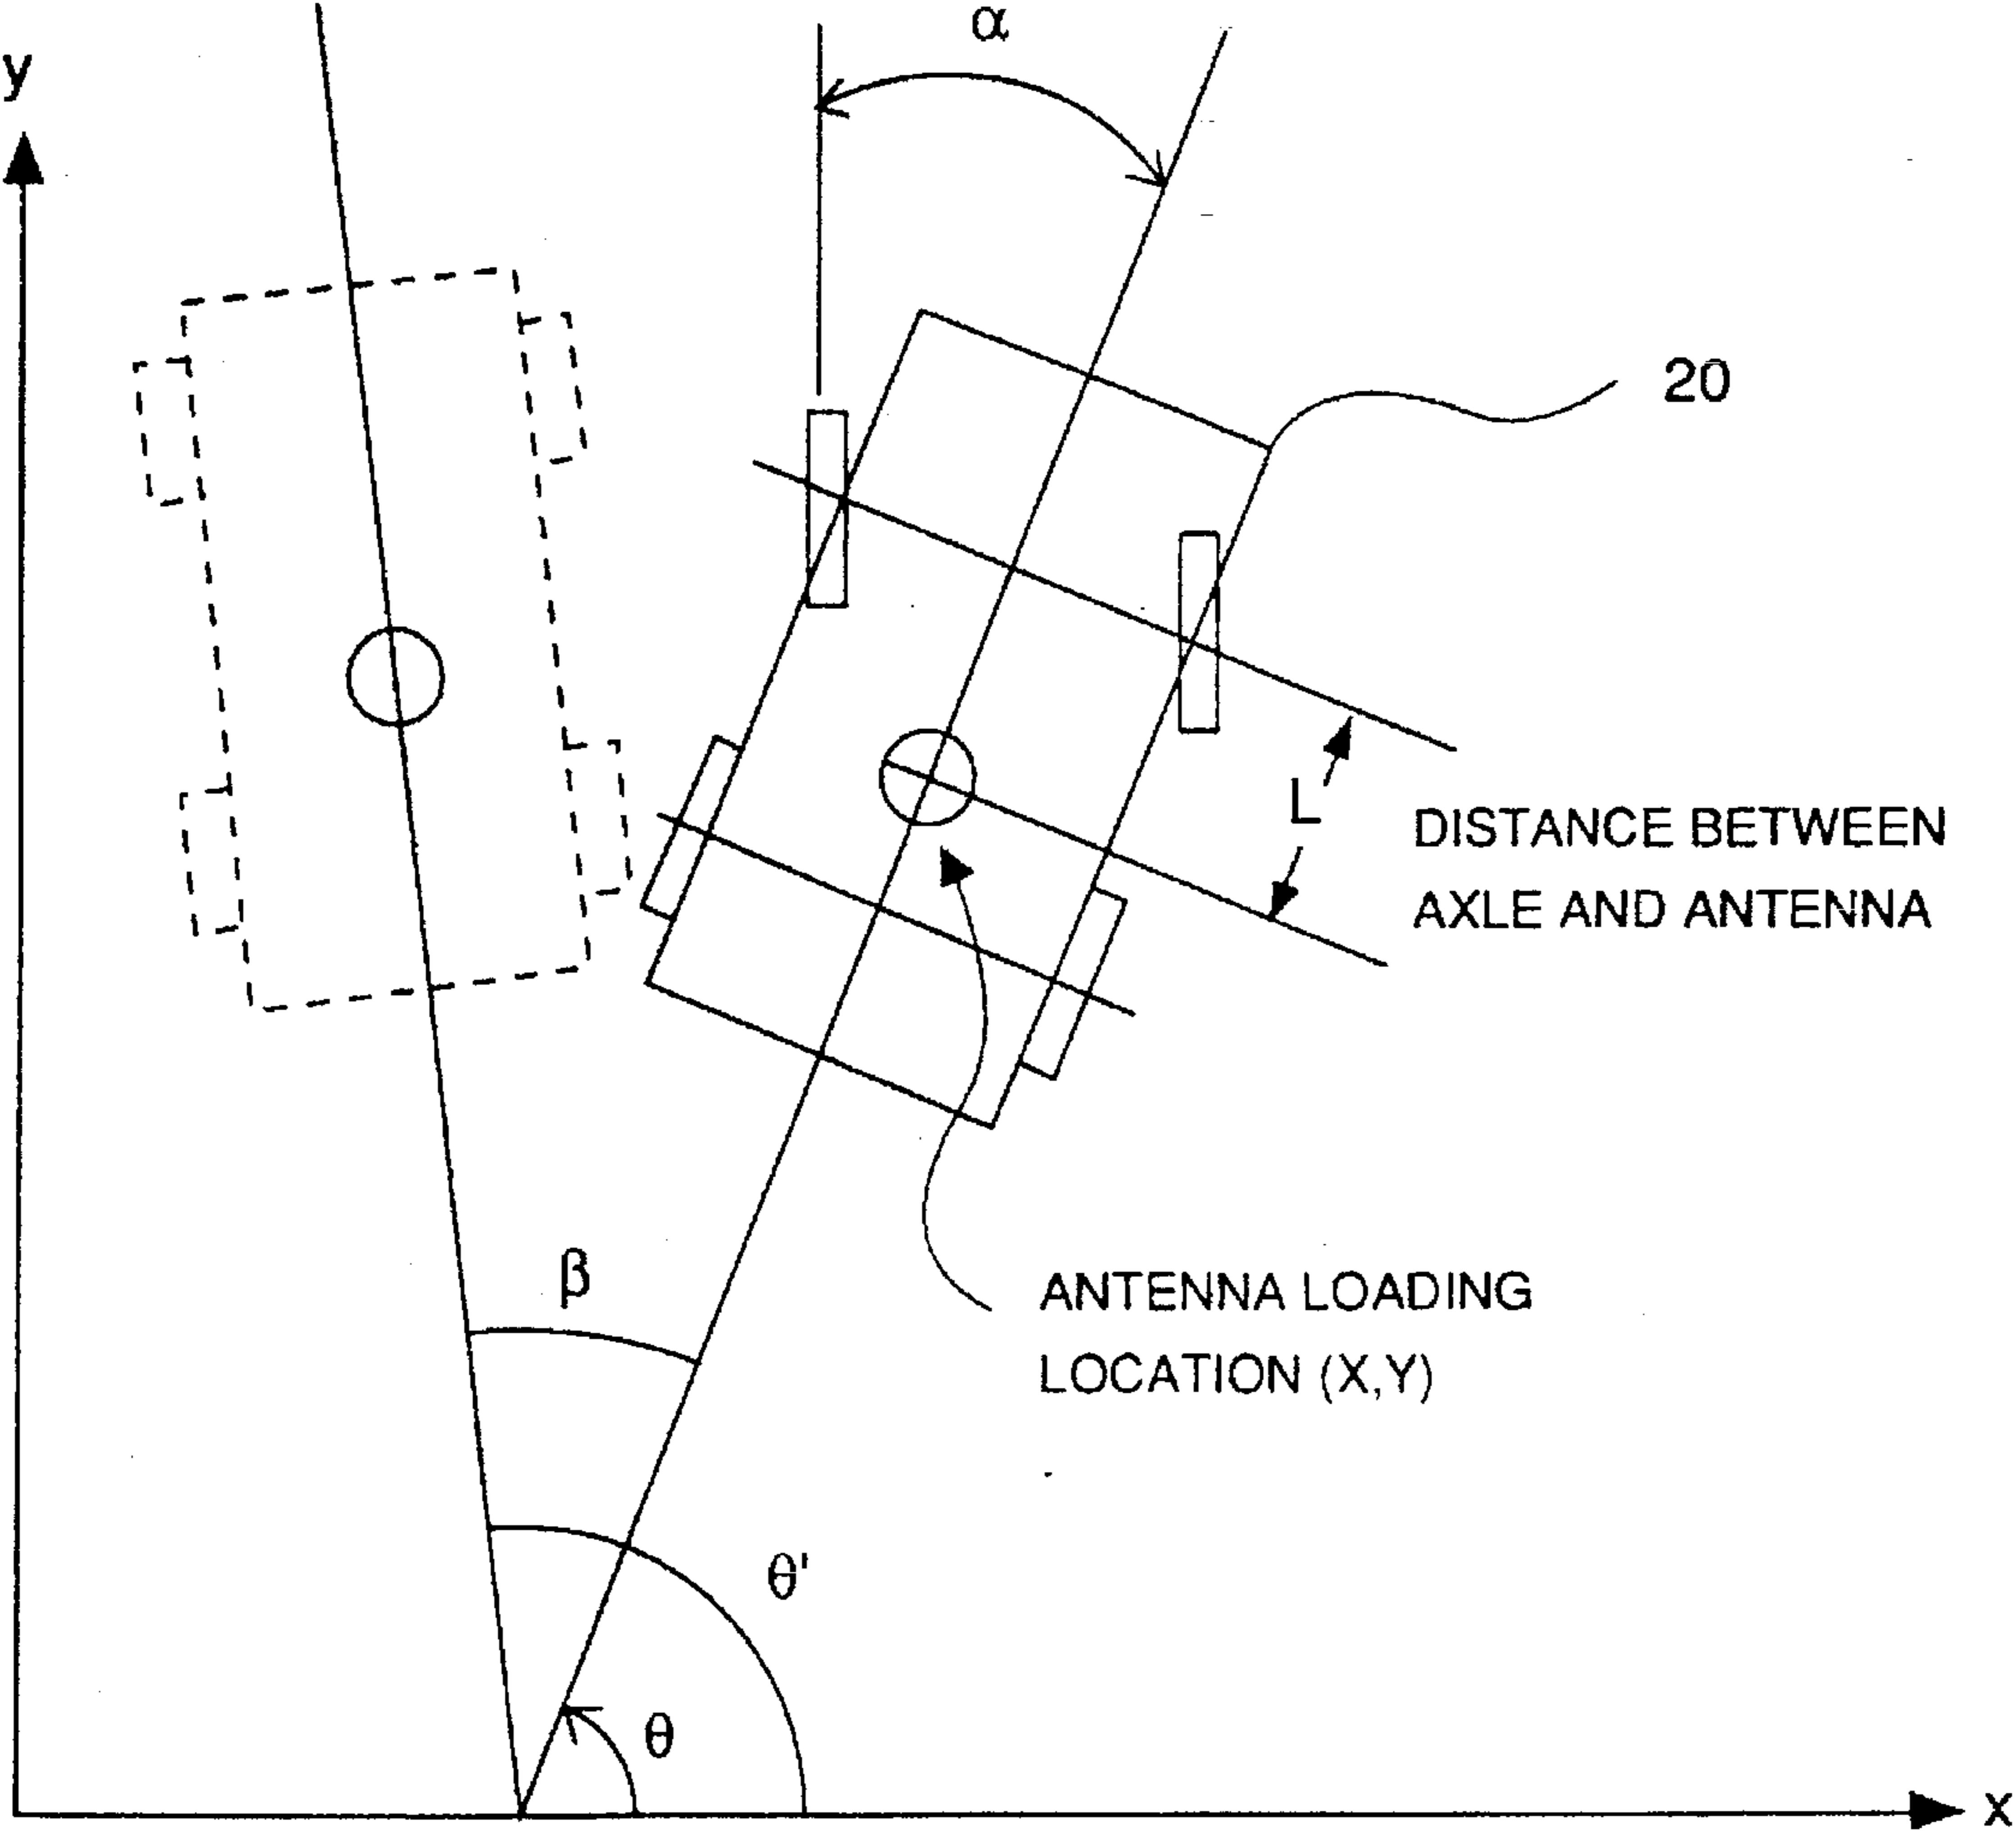 α
y
20
L
DISTANCE BETWEEN
AXLE AND ANTENNA
β
ANTENNA LOADING
LOCATION (X,Y)
θ'
θ
x